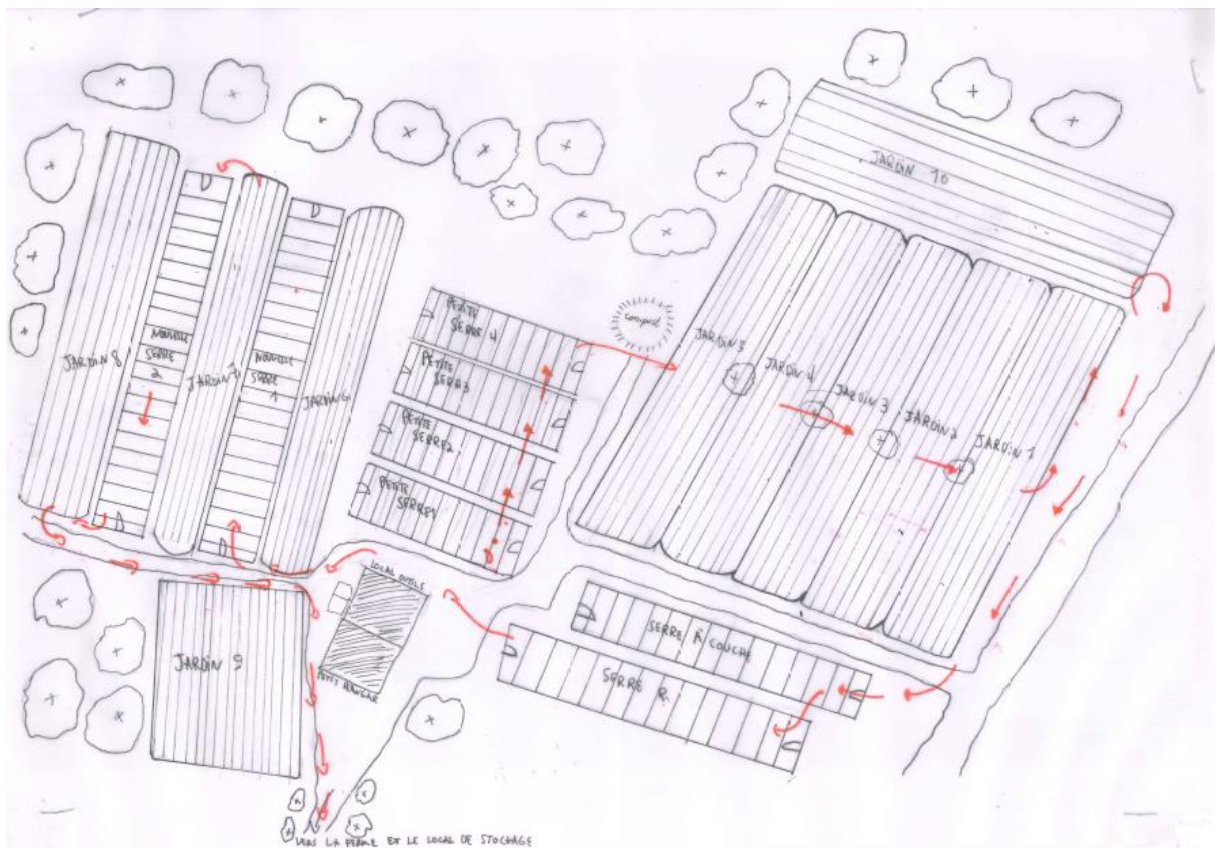 JARDIN 10
JARDIN 8
NOUVELLE
SERRE
2
JARDIN 7
NOUVELLE
SERRE
1
JARDIN 6
PETITE
SERRE 4
PETITE
SERRE 3
PETITE
SERRE 2
PETITE
SERRE 1
Compost
JARDIN 5
JARDIN 4
JARDIN 3
JARDIN 2
JARDIN 1
LOCAL OUTILS
PETIT HANGAR
JARDIN 9
SERRE À COUCHE
SERRE R.
VERS LA FERME ET LE LOCAL DE STOCKAGE